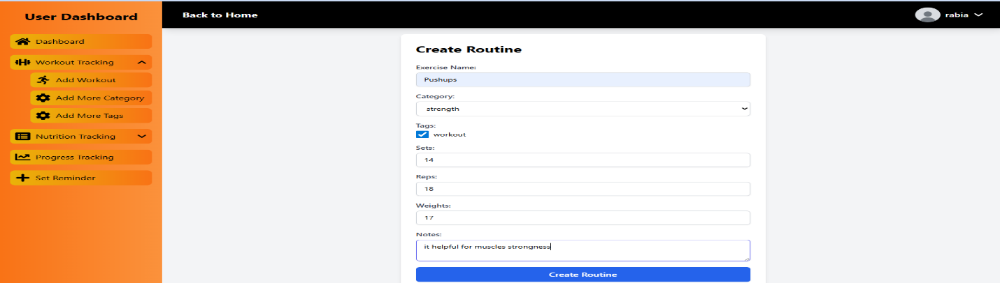 User Dashboard
Dashboard
Workout Tracking
Add Workout
Add More Category
Add More Tags
Nutrition Tracking
Progress Tracking
Set Reminder
Back to Home
rabia
Create Routine
Exercise Name:
Pushups
Category:
strength
Tags:
workout
Sets:
14
Reps:
18
Weights:
17
Notes:
it helpful for muscles strongness
Create Routine